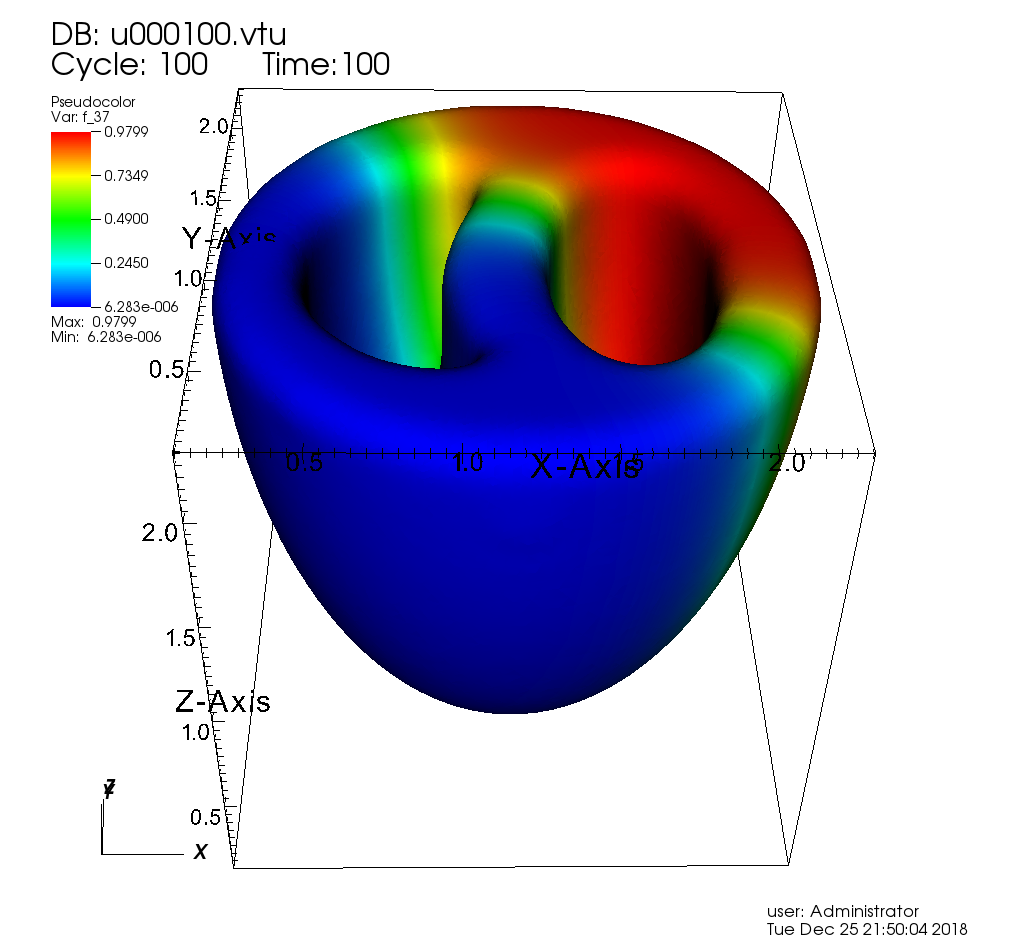 DB: u000100.vtu
Cycle: 100 Time:100
Pseudocolor
Var: f_37
0.9799
0.7349
0.4900
0.2450
6.283e-006
Max: 0.9799
Min: 6.283e-006
2.0
1.5
Y-Axis
1.0
0.5
0.5
1.0
X-Axis
2.0
2.0
1.5
Z-Axis
1.0
0.5
Z
X
user: Administrator
Tue Dec 25 21:50:04 2018